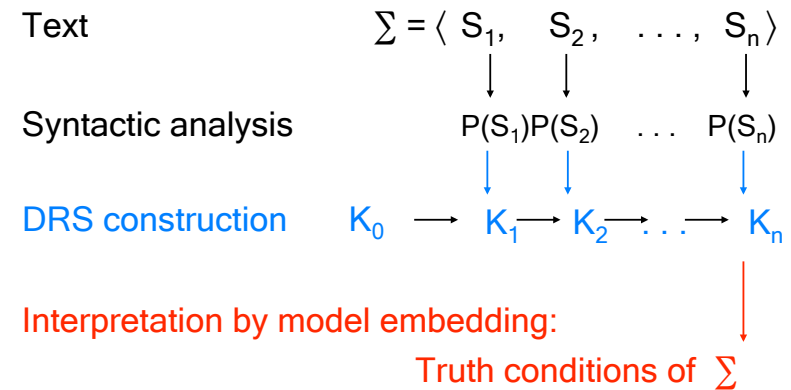 Text ∑ = ⟨ S₁, S₂, . . . , Sₙ⟩
Syntactic analysis P(S₁)P(S₂) . . . P(Sₙ)
DRS construction K₀ → K₁ → K₂ → . . . → Kₙ
Interpretation by model embedding:
Truth conditions of ∑